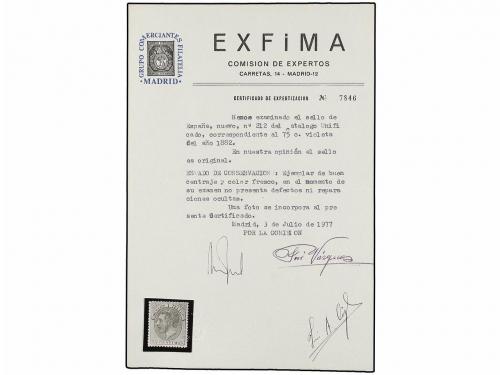 GRUPO COMERCIANTES FILATELIA
· MADRID ·
EXFiMA
COMISION DE EXPERTOS
CARRETAS, 14 - MADRID-12
CERTIFICADO DE EXPERTIZACION Nº 7846
Hemos examinado el sello de
España, nuevo, nº 212 del Catalogo Unifi
cado, correspondiente al 75 c. violeta
del año 1882.
En nuestra opinión el sello
es original.
ESTADO DE CONSERVACION : Ejemplar de buen
centraje y color fresco, en el momento de
su examen no presenta defectos ni repara
ciones ocultas.
Una foto se incorpora al pre
sente Certificado.
Madrid, 3 de Julio de 1977
POR LA COMISION